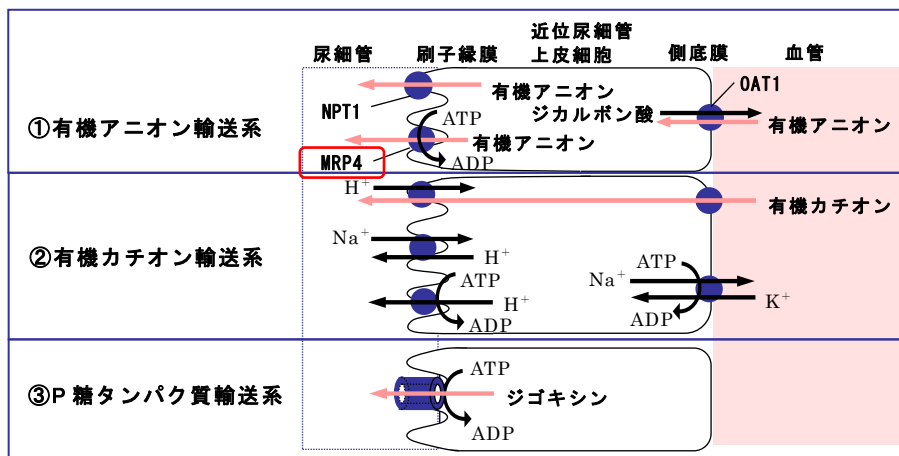 尿細管 刷子縁膜 近位尿細管 側底膜 血管
上皮細胞
①有機アニオン輸送系
NPT1
有機アニオン
OAT1
ATP
ジカルボン酸
有機アニオン
有機アニオン
MRP4
ADP
②有機カチオン輸送系
H⁺
有機カチオン
Na⁺
H⁺
ATP
H⁺
ADP
ATP
Na⁺
K⁺
ADP
③P糖タンパク質輸送系
ATP
ジゴキシン
ADP